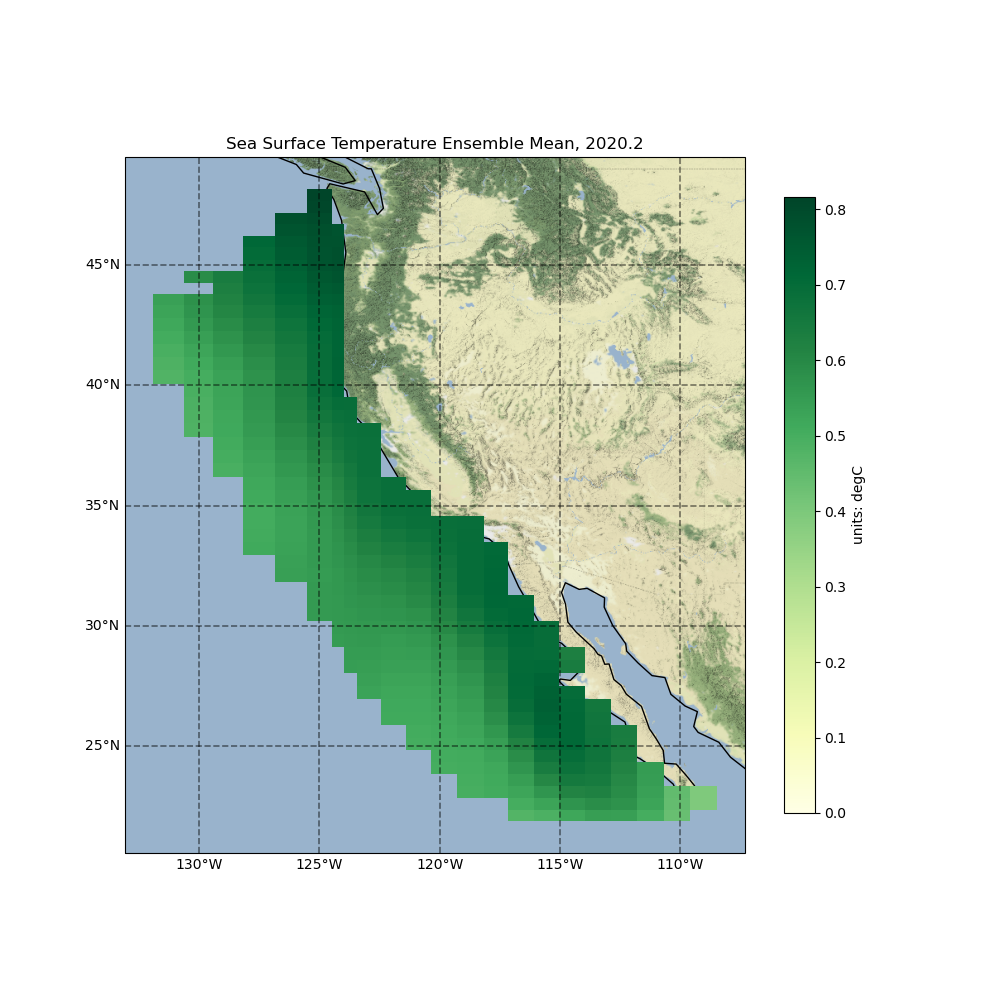 Sea Surface Temperature Ensemble Mean, 2020.2
45°N
40°N
35°N
30°N
25°N
130°W
125°W
120°W
115°W
110°W
0.8
0.7
0.6
0.5
0.4
0.3
0.2
0.1
0.0
units: degC